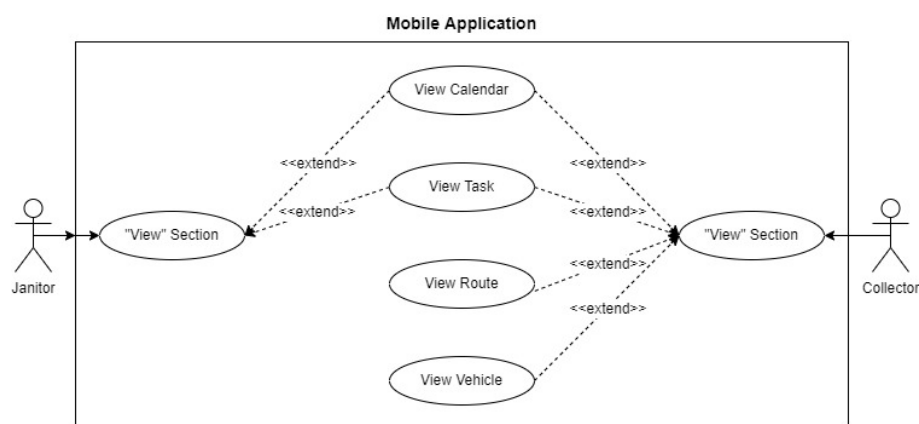 Mobile Application
View Calendar
<<extend>>
<<extend>>
View Task
<<extend>>
<<extend>>
"View" Section
"View" Section
Janitor
Collector
<<extend>>
View Route
<<extend>>
View Vehicle